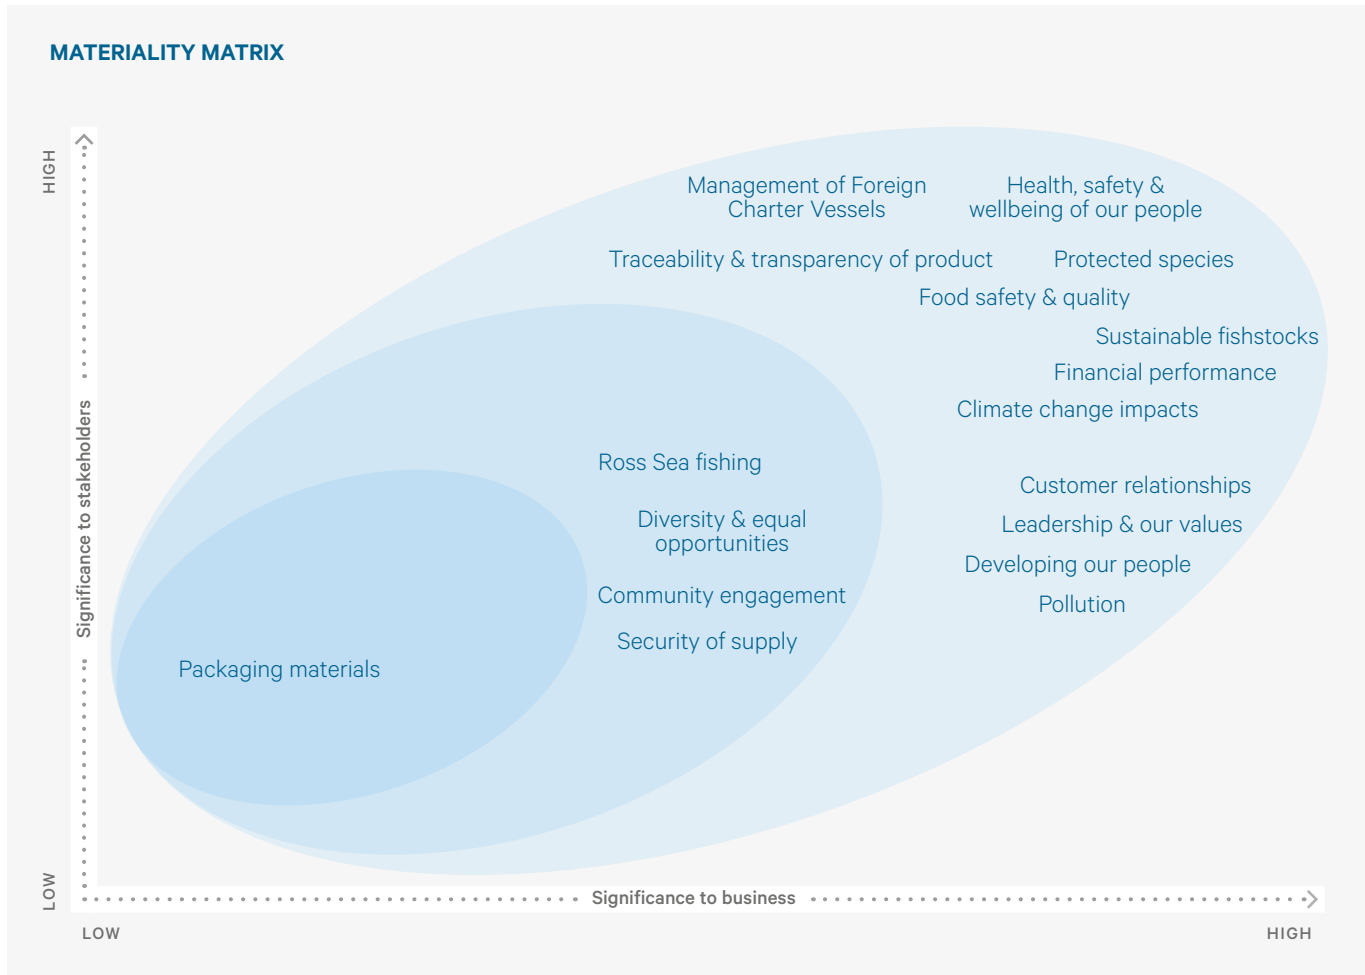 MATERIALITY MATRIX
HIGH
Management of Foreign
Charter Vessels
Health, safety &
wellbeing of our people
Traceability & transparency of product
Protected species
Food safety & quality
Sustainable fishstocks
Financial performance
Climate change impacts
Significance to stakeholders
Ross Sea fishing
Customer relationships
Diversity & equal
opportunities
Leadership & our values
Developing our people
Community engagement
Pollution
Security of supply
Packaging materials
LOW
Significance to business
LOW
HIGH